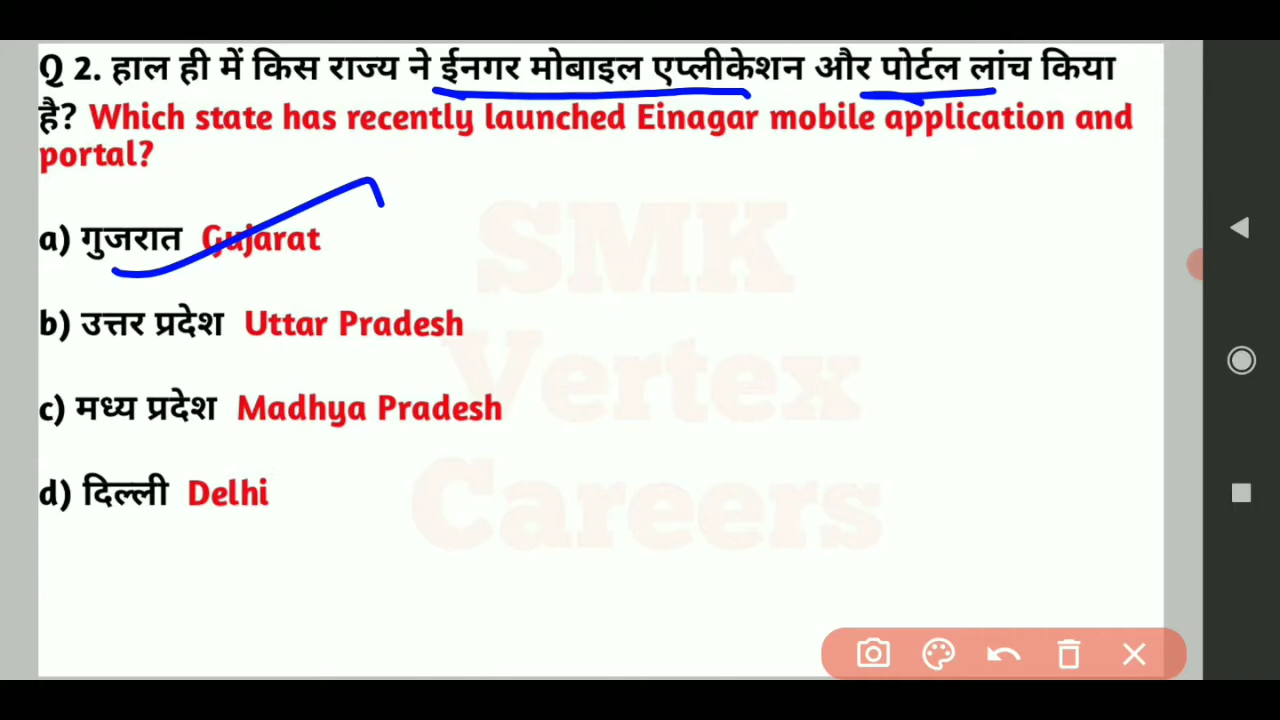 Q 2. हाल ही में किस राज्य ने ईनगर मोबाइल एप्लीकेशन और पोर्टल लांच किया
है? Which state has recently launched Einagar mobile application and
portal?
a) गुजरात Gujarat
b) उत्तर प्रदेश Uttar Pradesh
c) मध्य प्रदेश Madhya Pradesh
d) दिल्ली Delhi
SMK
Vertex
Careers